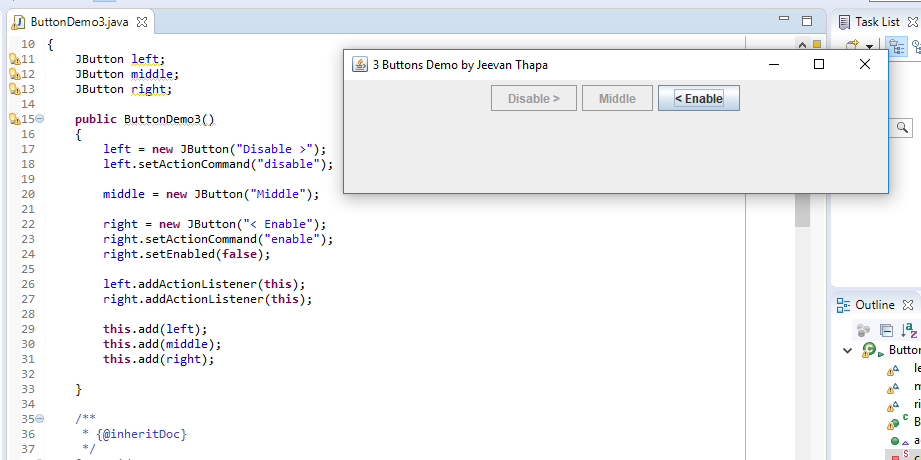 ButtonDemo3.java
Task List
10 {
11 JButton left;
12 JButton middle;
13 JButton right;
14
15 public ButtonDemo3()
16 {
17 left = new JButton("Disable >");
18 left.setActionCommand("disable");
19
20 middle = new JButton("Middle");
21
22 right = new JButton("< Enable");
23 right.setActionCommand("enable");
24 right.setEnabled(false);
25
26 left.addActionListener(this);
27 right.addActionListener(this);
28
29 this.add(left);
30 this.add(middle);
31 this.add(right);
32
33 }
34
35 /**
36 * {@inheritDoc}
37 */
3 Buttons Demo by Jeevan Thapa
Disable >
Middle
< Enable
Outline
Butto
le
m
ri
B
a